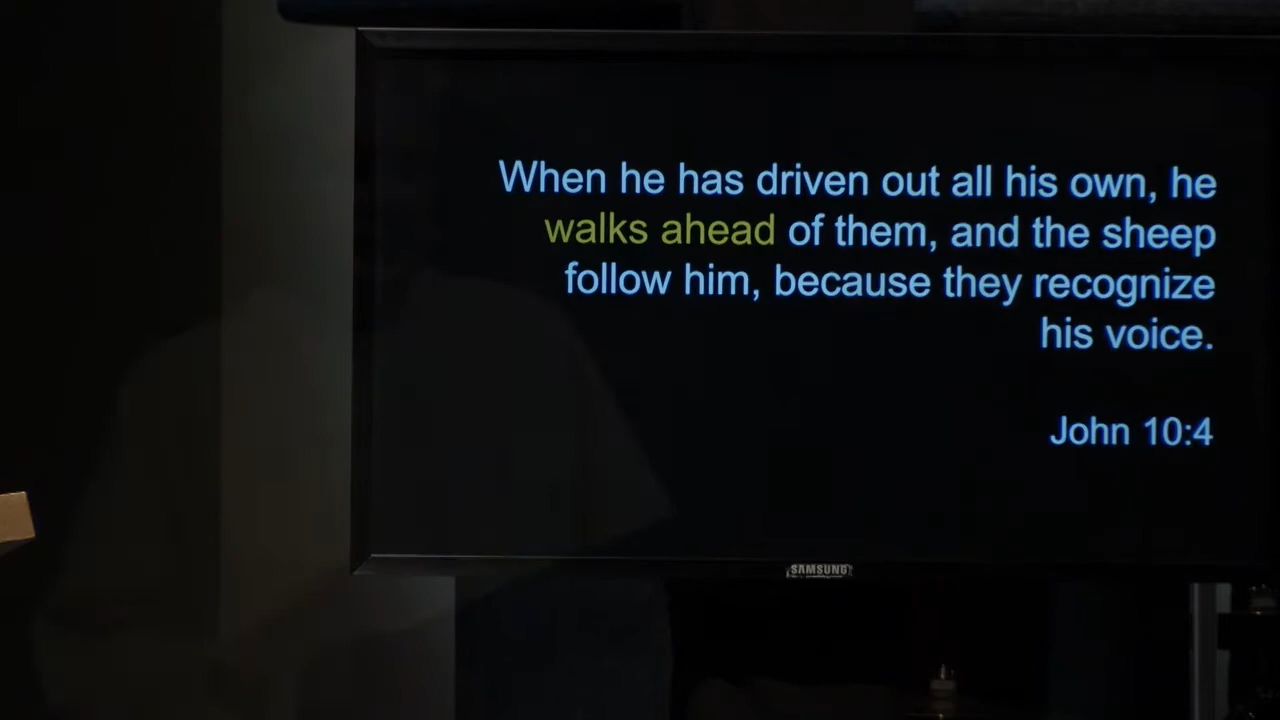 When he has driven out all his own, he
walks ahead of them, and the sheep
follow him, because they recognize
his voice.
John 10:4
SAMSUNG